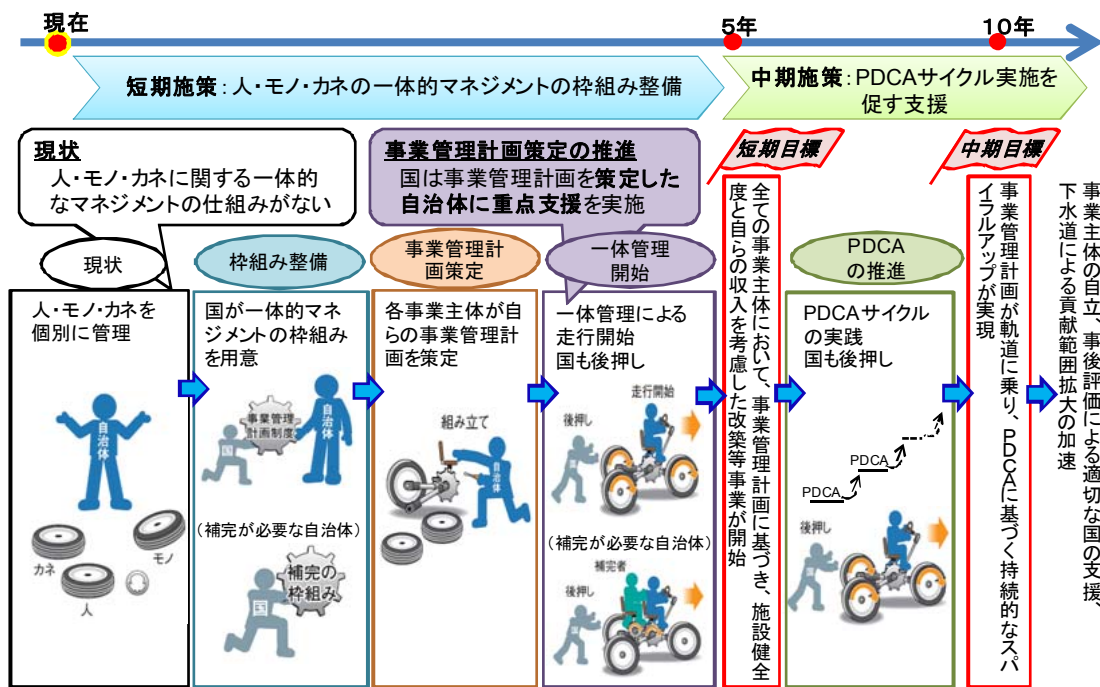 現在
5年
10年
短期施策：人・モノ・カネの一体的マネジメントの枠組み整備
中期施策：PDCAサイクル実施を
促す支援
現状
人・モノ・カネに関する一体的
なマネジメントの仕組みがない
事業管理計画策定の推進
国は事業管理計画を策定した
自治体に重点支援を実施
短期目標
中期目標
現状
人・モノ・カネを
個別に管理
自治体
カネ
モノ
人
枠組み整備
国が一体的マネ
ジメントの枠組み
を用意
事業管理
計画制度
自治体
国
(補完が必要な自治体)
補完の
枠組み
国
事業管理計
画策定
各事業主体が自
らの事業管理計
画を策定
組み立て
自治体
一体管理
開始
一体管理による
走行開始
国も後押し
走行開始
後押し
国
(補完が必要な自治体)
補完者
後押し
国
全ての事業主体において、事業管理計画に基づき、施設健全
度と自らの収入を考慮した改築等事業が開始
PDCA
の推進
PDCAサイクル
の実践
国も後押し
PDCA
PDCA
後押し
国
事業管理計画が軌道に乗り、PDCAに基づく持続的なスパ
イラルアップが実現
事業主体の自立、事後評価による適切な国の支援、
下水道による貢献範囲拡大の加速